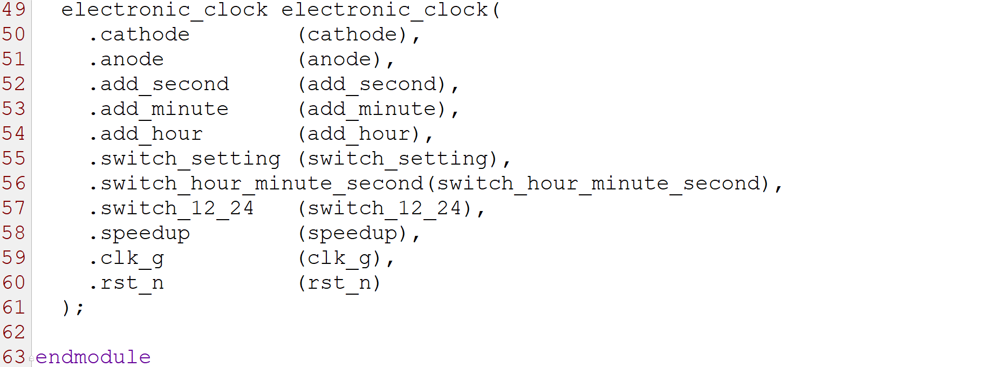 49 electronic_clock electronic_clock(
50 .cathode (cathode),
51 .anode (anode),
52 .add_second (add_second),
53 .add_minute (add_minute),
54 .add_hour (add_hour),
55 .switch_setting (switch_setting),
56 .switch_hour_minute_second(switch_hour_minute_second),
57 .switch_12_24 (switch_12_24),
58 .speedup (speedup),
59 .clk_g (clk_g),
60 .rst_n (rst_n)
61 );
62
63 endmodule